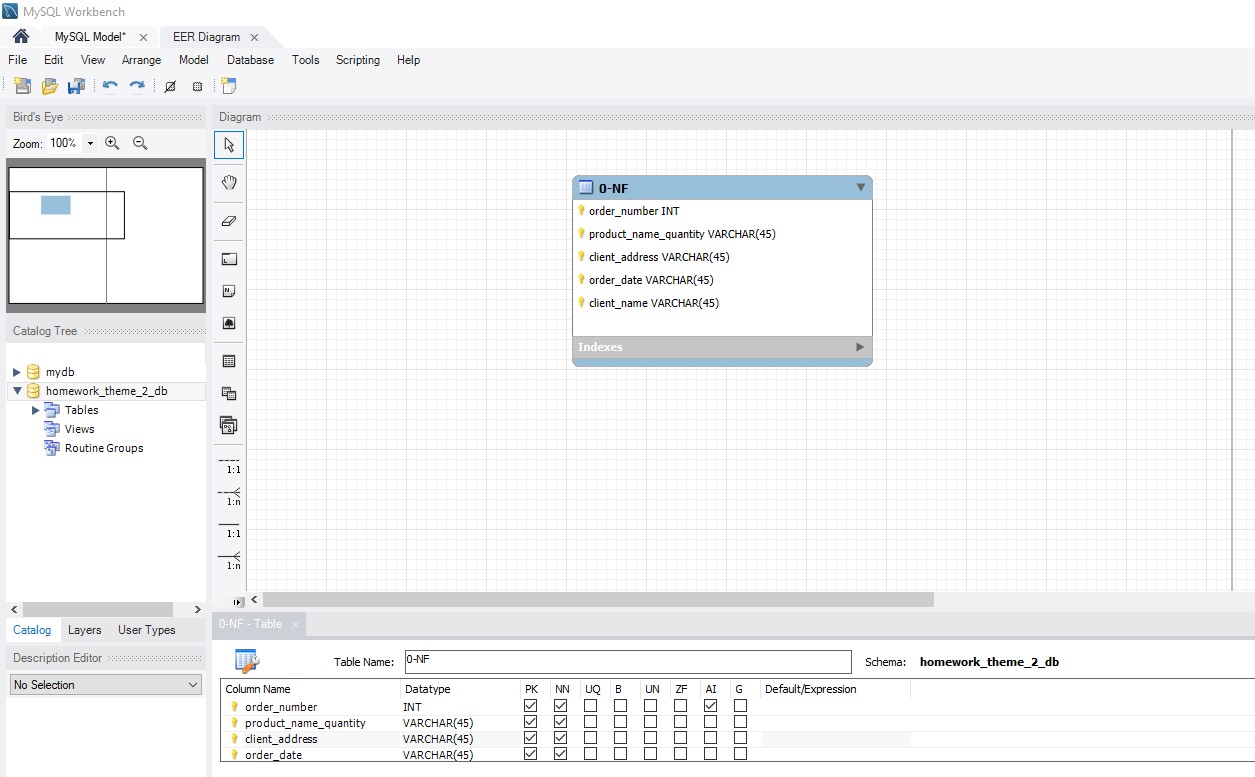 MySQL Workbench
MySQL Model* EER Diagram
File Edit View Arrange Model Database Tools Scripting Help
Bird's Eye
Diagram
Zoom: 100%
0-NF
order_number INT
product_name_quantity VARCHAR(45)
client_address VARCHAR(45)
order_date VARCHAR(45)
client_name VARCHAR(45)
Indexes
Catalog Tree
mydb
homework_theme_2_db
Tables
Views
Routine Groups
1:1
1:n
1:1
1:n
Catalog Layers User Types
Description Editor
No Selection
0-NF - Table
Table Name: 0-NF Schema: homework_theme_2_db
Column Name Datatype PK NN UQ B UN ZF AI G Default/Expression
order_number INT
product_name_quantity VARCHAR(45)
client_address VARCHAR(45)
order_date VARCHAR(45)